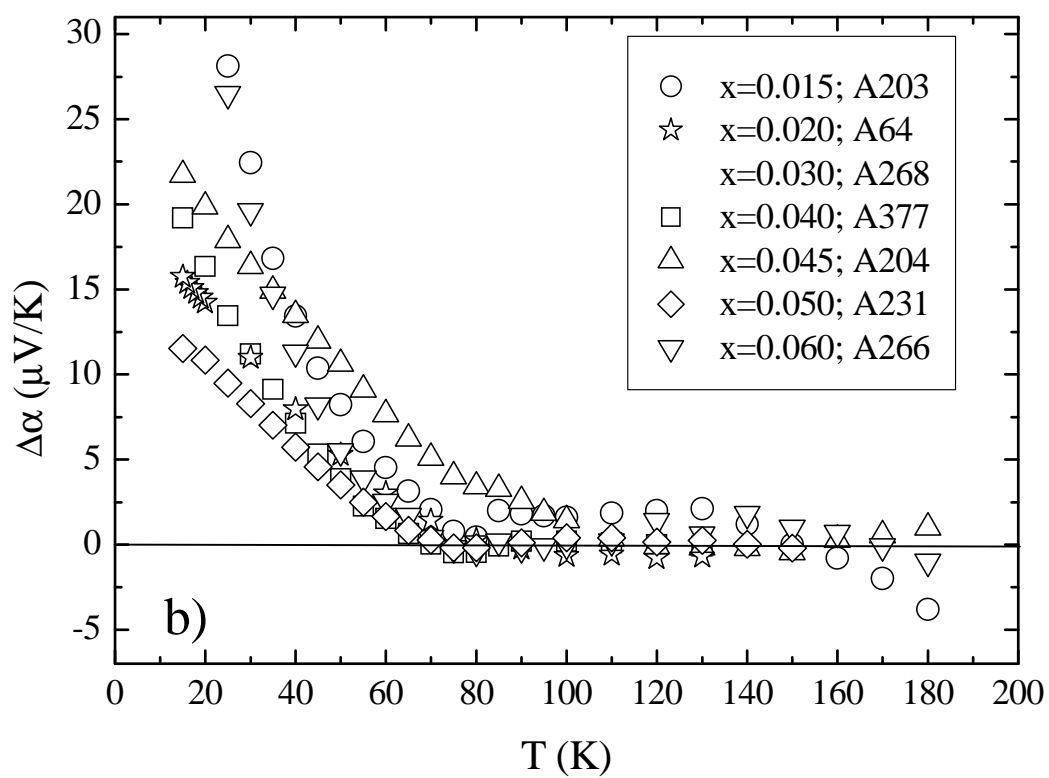 30
25
20
15
10
5
0
-5
Δα (μV/K)
x=0.015; A203
x=0.020; A64
x=0.030; A268
x=0.040; A377
x=0.045; A204
x=0.050; A231
x=0.060; A266
b)
0 20 40 60 80 100 120 140 160 180 200
T (K)